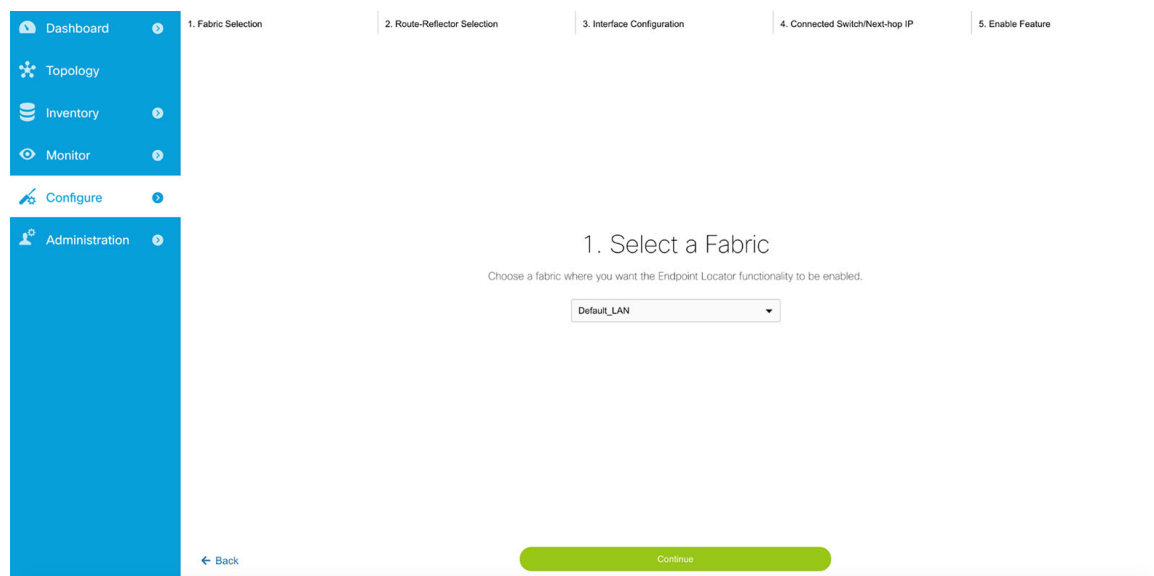 Dashboard
Topology
Inventory
Monitor
Configure
Administration
1. Fabric Selection
2. Route-Reflector Selection
3. Interface Configuration
4. Connected Switch/Next-hop IP
5. Enable Feature
1. Select a Fabric
Choose a fabric where you want the Endpoint Locator functionality to be enabled.
Default_LAN
Back
Continue